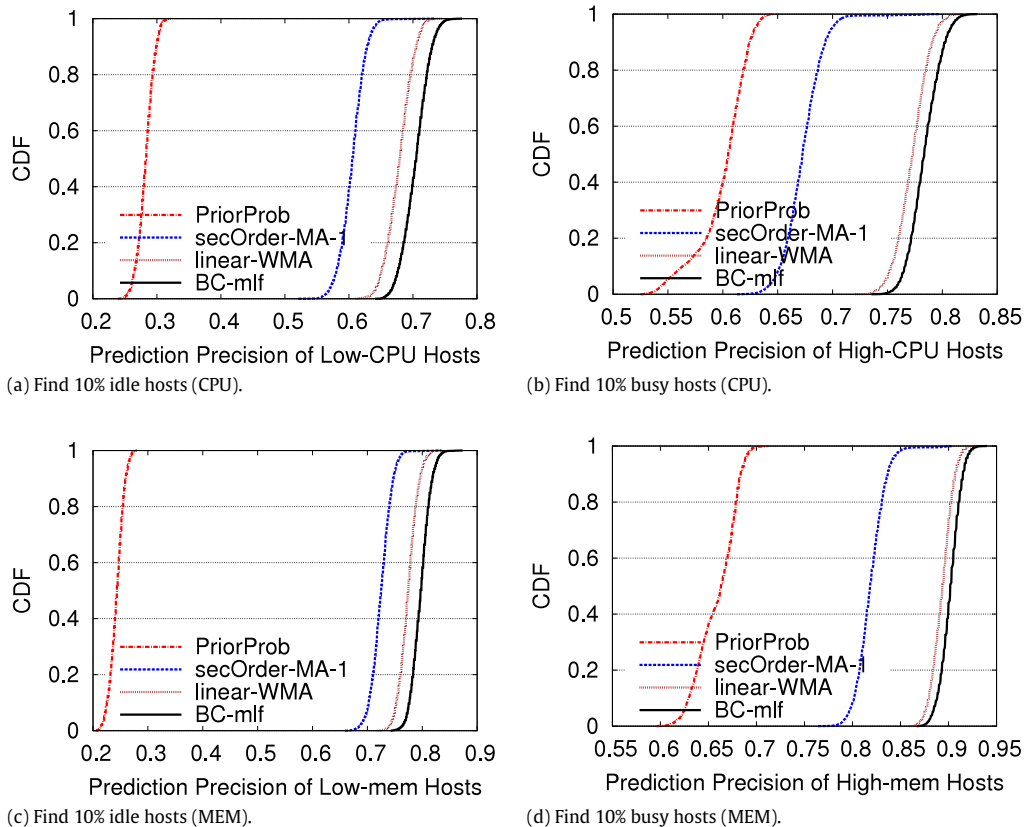 1
0.8
0.6
0.4
0.2
0
CDF
PriorProb
secOrder-MA-1
linear-WMA
BC-mlf
0.2 0.3 0.4 0.5 0.6 0.7 0.8
Prediction Precision of Low-CPU Hosts
(a) Find 10% idle hosts (CPU).
1
0.8
0.6
0.4
0.2
0
CDF
PriorProb
secOrder-MA-1
linear-WMA
BC-mlf
0.5 0.55 0.6 0.65 0.7 0.75 0.8 0.85
Prediction Precision of High-CPU Hosts
(b) Find 10% busy hosts (CPU).
1
0.8
0.6
0.4
0.2
0
CDF
PriorProb
secOrder-MA-1
linear-WMA
BC-mlf
0.2 0.3 0.4 0.5 0.6 0.7 0.8 0.9
Prediction Precision of Low-mem Hosts
(c) Find 10% idle hosts (MEM).
1
0.8
0.6
0.4
0.2
0
CDF
PriorProb
secOrder-MA-1
linear-WMA
BC-mlf
0.55 0.6 0.65 0.7 0.75 0.8 0.85 0.9 0.95
Prediction Precision of High-mem Hosts
(d) Find 10% busy hosts (MEM).